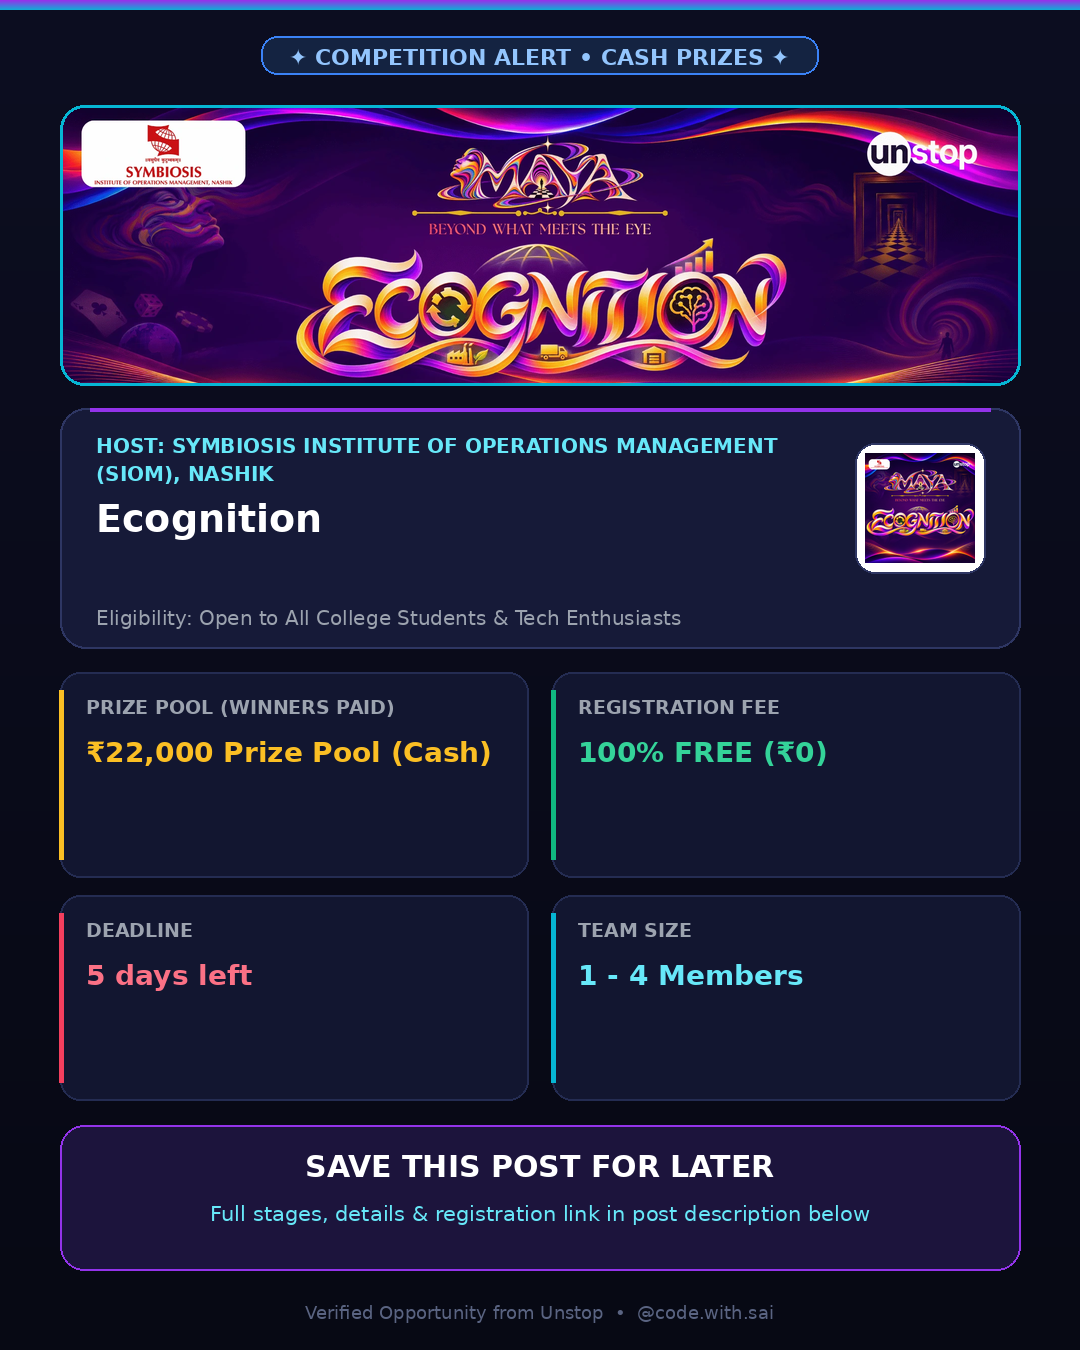 ✦ COMPETITION ALERT • CASH PRIZES ✦
SYMBIOSIS
INSTITUTE OF OPERATIONS MANAGEMENT, NASHIK
unstop
MAYA
BEYOND WHAT MEETS THE EYE
ECOGNITION
HOST: SYMBIOSIS INSTITUTE OF OPERATIONS MANAGEMENT
(SIOM), NASHIK
Ecognition
MAYA
ECOGNITION
Eligibility: Open to All College Students & Tech Enthusiasts
PRIZE POOL (WINNERS PAID)
₹22,000 Prize Pool (Cash)
REGISTRATION FEE
100% FREE (₹0)
DEADLINE
5 days left
TEAM SIZE
1 - 4 Members
SAVE THIS POST FOR LATER
Full stages, details & registration link in post description below
Verified Opportunity from Unstop • @code.with.sai